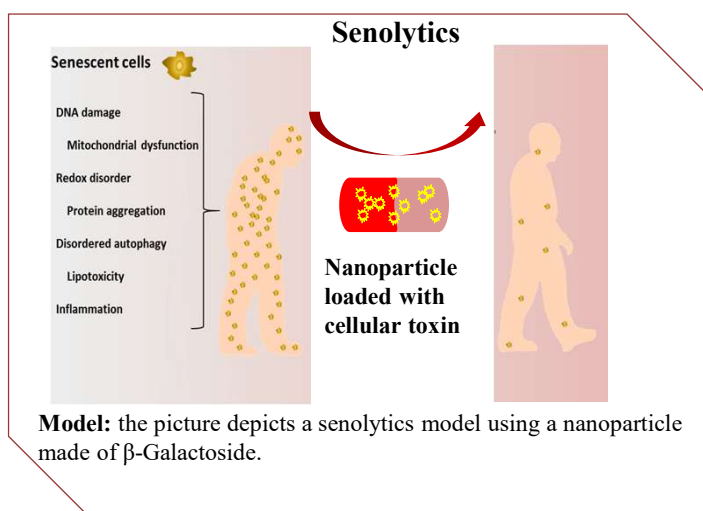 Senolytics
Senescent cells
DNA damage
Mitochondrial dysfunction
Redox disorder
Protein aggregation
Disordered autophagy
Lipotoxicity
Inflammation
Nanoparticle
loaded with
cellular toxin
Model: the picture depicts a senolytics model using a nanoparticle
made of β-Galactoside.